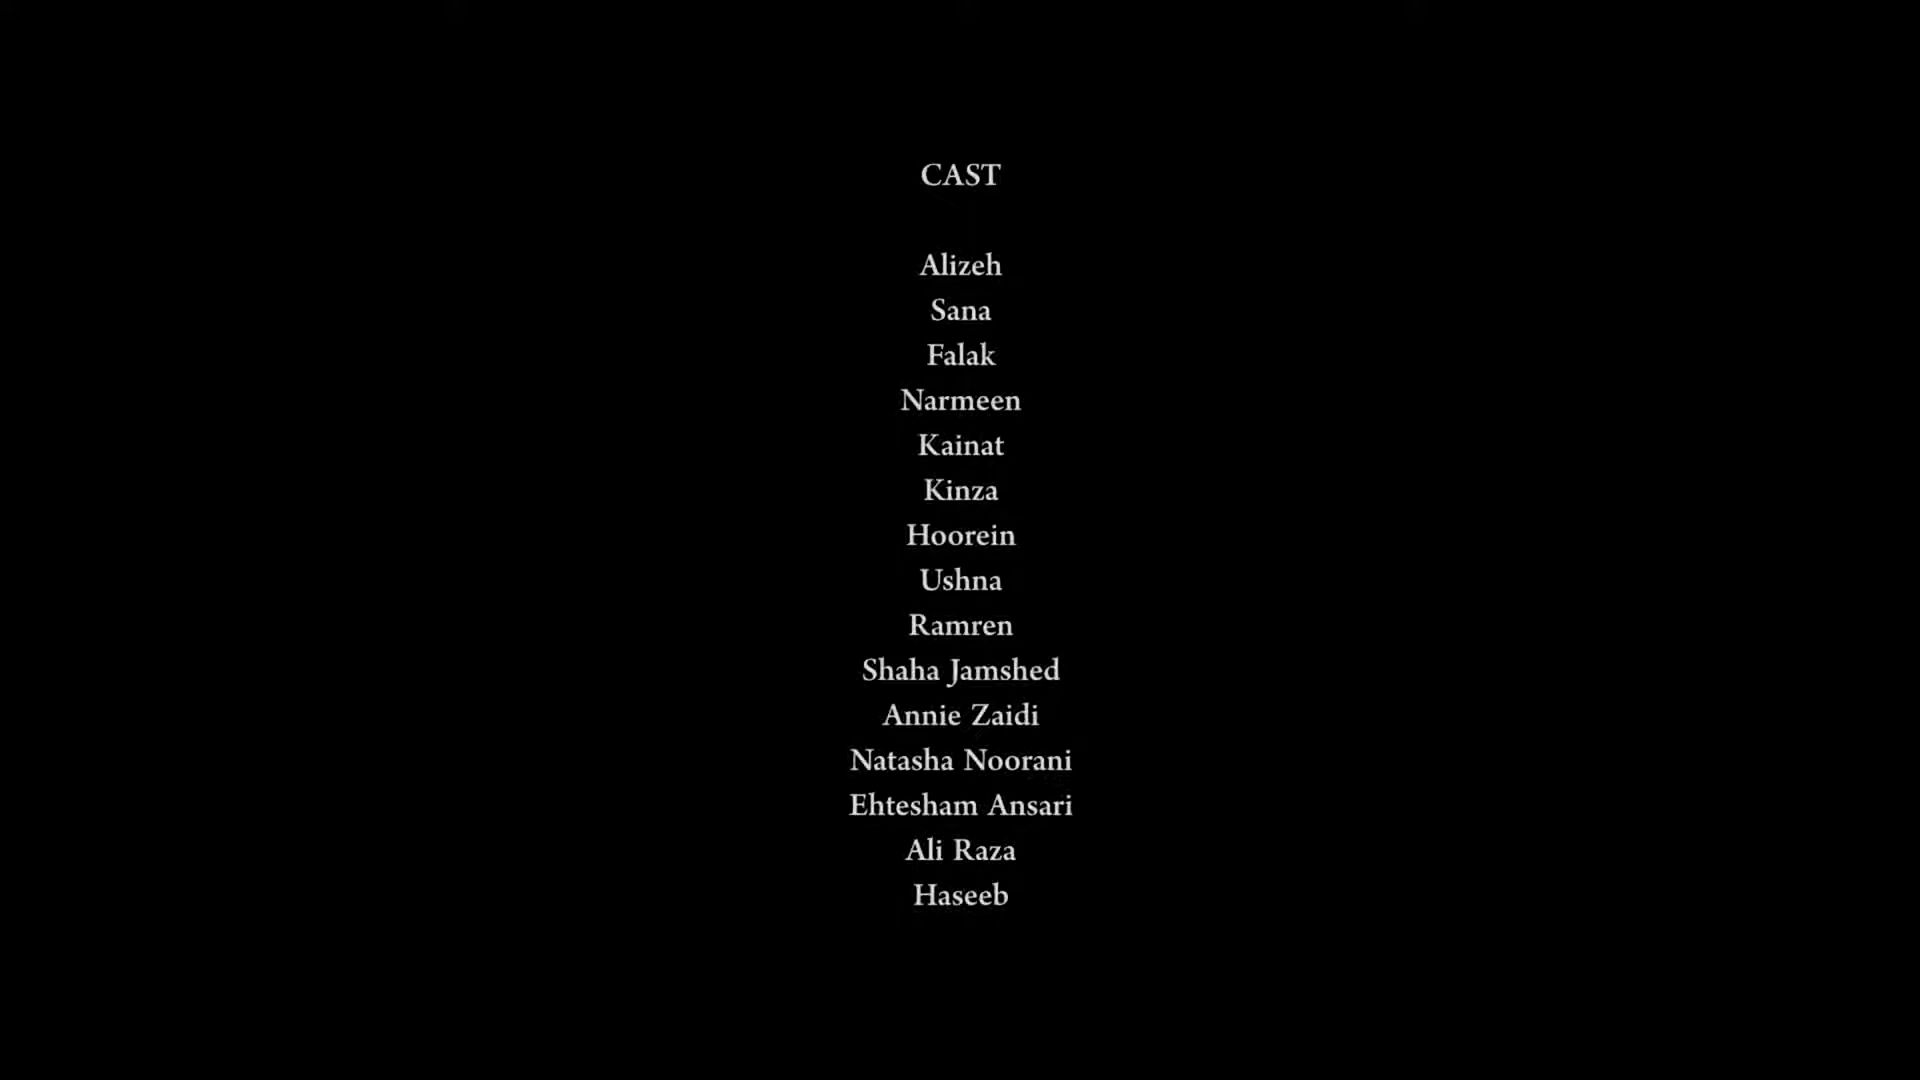 CAST
Alizeh
Sana
Falak
Narmeen
Kainat
Kinza
Hoorein
Ushna
Ramren
Shaha Jamshed
Annie Zaidi
Natasha Noorani
Ehtesham Ansari
Ali Raza
Haseeb